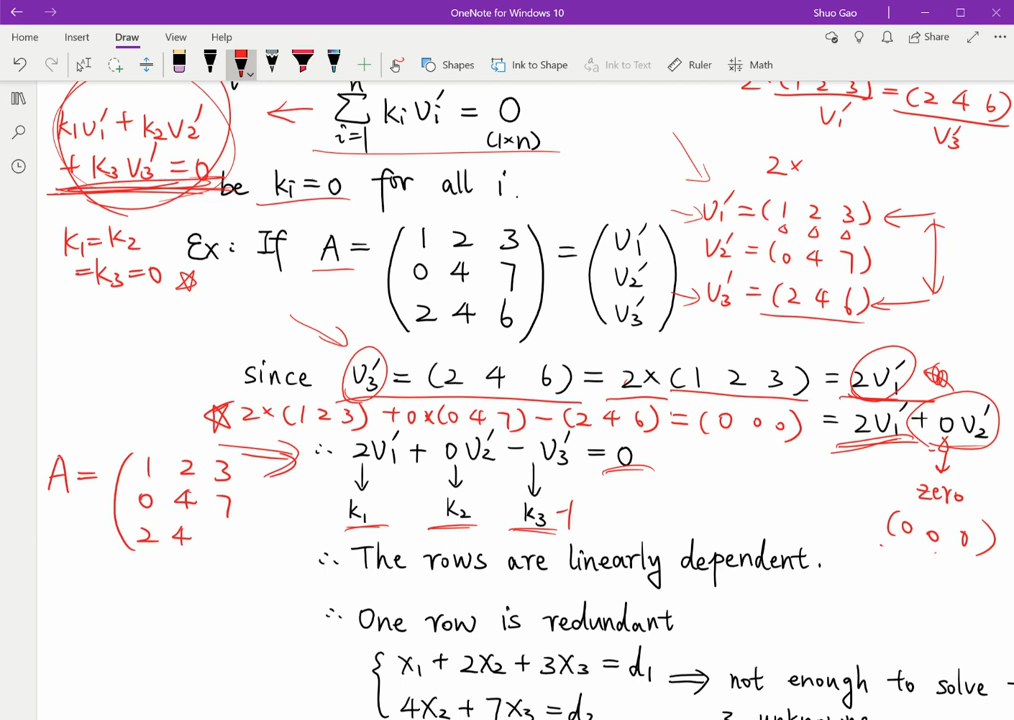 OneNote for Windows 10
Shuo Gao
Home Insert Draw View Help
Share
Shapes Ink to Shape Ink to Text Ruler Math
k₁v₁′ + k₂v₂′
+ k₃v₃′ = 0
n
∑ kᵢvᵢ′ = 0
i=1
(1×n)
2·(1 2 3) = (2 4 6)
v₁′ v₃′
be kᵢ=0 for all i.
2×
v₁′ = (1 2 3)
v₂′ = (0 4 7)
v₃′ = (2 4 6)
k₁=k₂
=k₃=0
Ex: If A = (1 2 3 = (v₁′
0 4 7 v₂′
2 4 6) v₃′)
since v₃′ = (2 4 6) = 2×(1 2 3) = 2v₁′
2×(1 2 3) + 0×(0 4 7) − (2 4 6) = (0 0 0) = 2v₁′ + 0v₂′
∴ 2v₁′ + 0v₂′ − v₃′ = 0
k₁ k₂ k₃ -1
zero
(0 0 0)
A = (1 2 3
0 4 7
2 4
∴ The rows are linearly dependent.
∴ One row is redundant
{ x₁ + 2x₂ + 3x₃ = d₁ ⟹ not enough to solve
4x₂ + 7x₃ = d₂